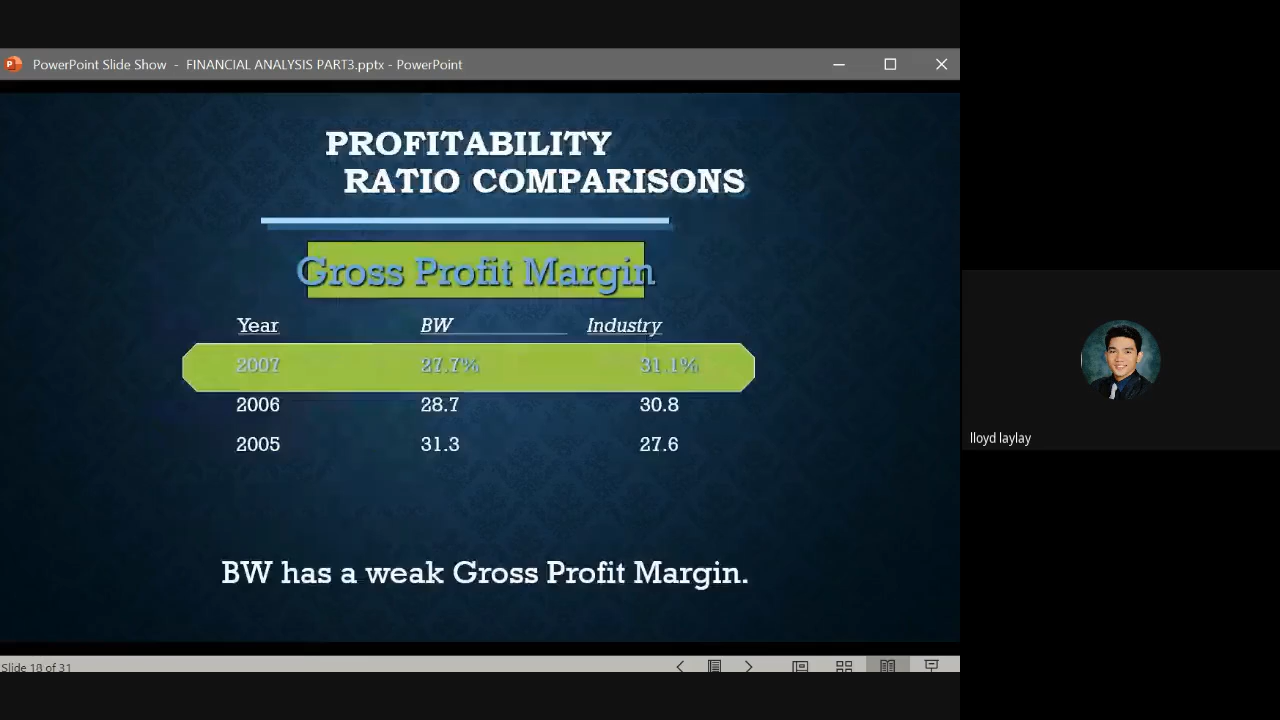 PowerPoint Slide Show - FINANCIAL ANALYSIS PART3.pptx - PowerPoint
PROFITABILITY
RATIO COMPARISONS
Gross Profit Margin
Year BW Industry
2007 27.7% 31.1%
2006 28.7 30.8
2005 31.3 27.6
lloyd laylay
BW has a weak Gross Profit Margin.
Slide 18 of 31